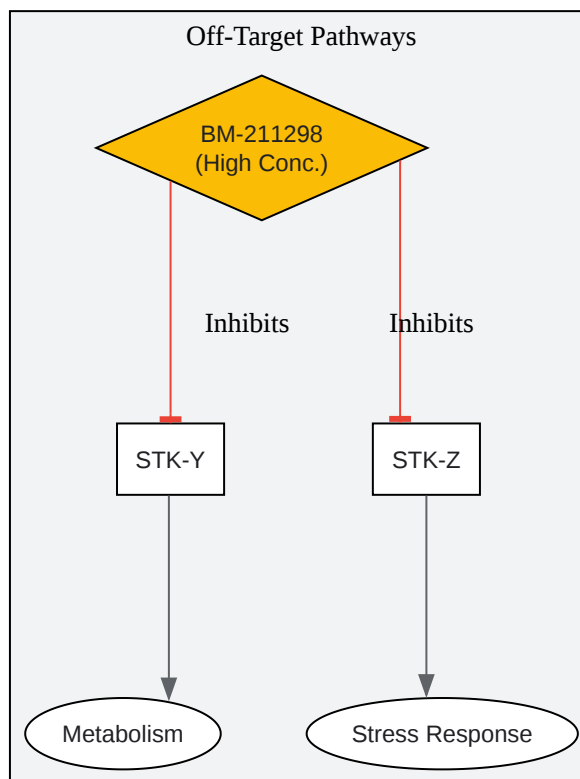 Off-Target Pathways
BM-211298
(High Conc.)
Inhibits
Inhibits
STK-Y
STK-Z
Metabolism
Stress Response